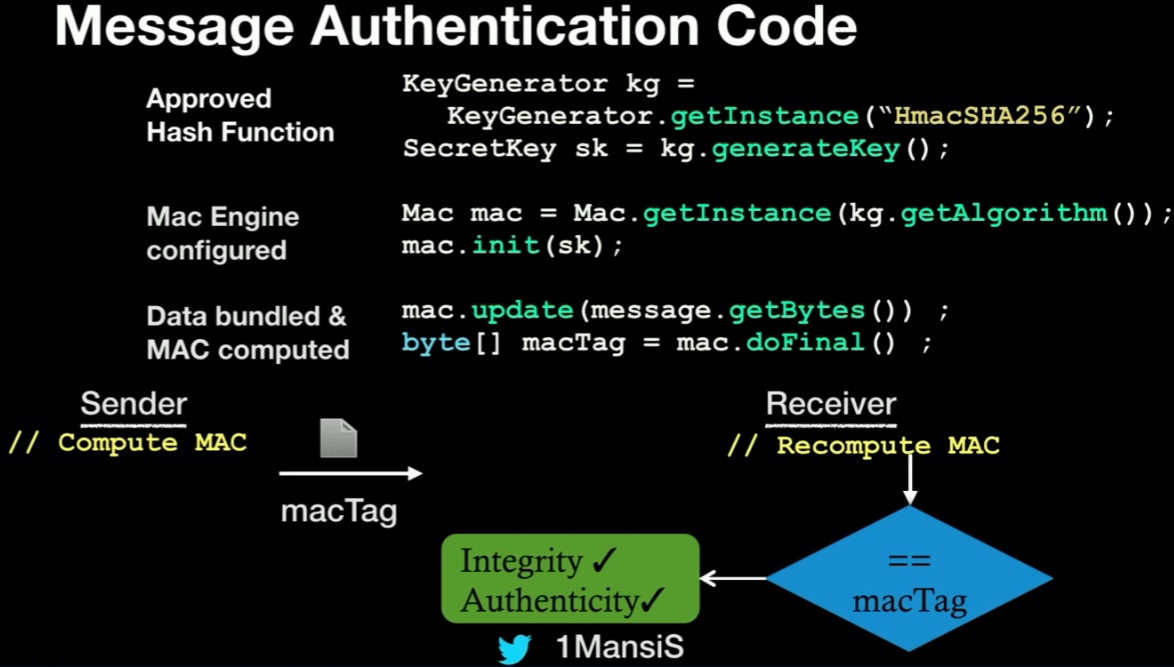 Message Authentication Code
Approved
Hash Function
KeyGenerator kg =
KeyGenerator.getInstance(“HmacSHA256”);
SecretKey sk = kg.generateKey();
Mac Engine
configured
Mac mac = Mac.getInstance(kg.getAlgorithm());
mac.init(sk);
Data bundled &
MAC computed
mac.update(message.getBytes()) ;
byte[] macTag = mac.doFinal() ;
Sender
// Compute MAC
macTag
Receiver
// Recompute MAC
==
macTag
Integrity ✓
Authenticity✓
1MansiS